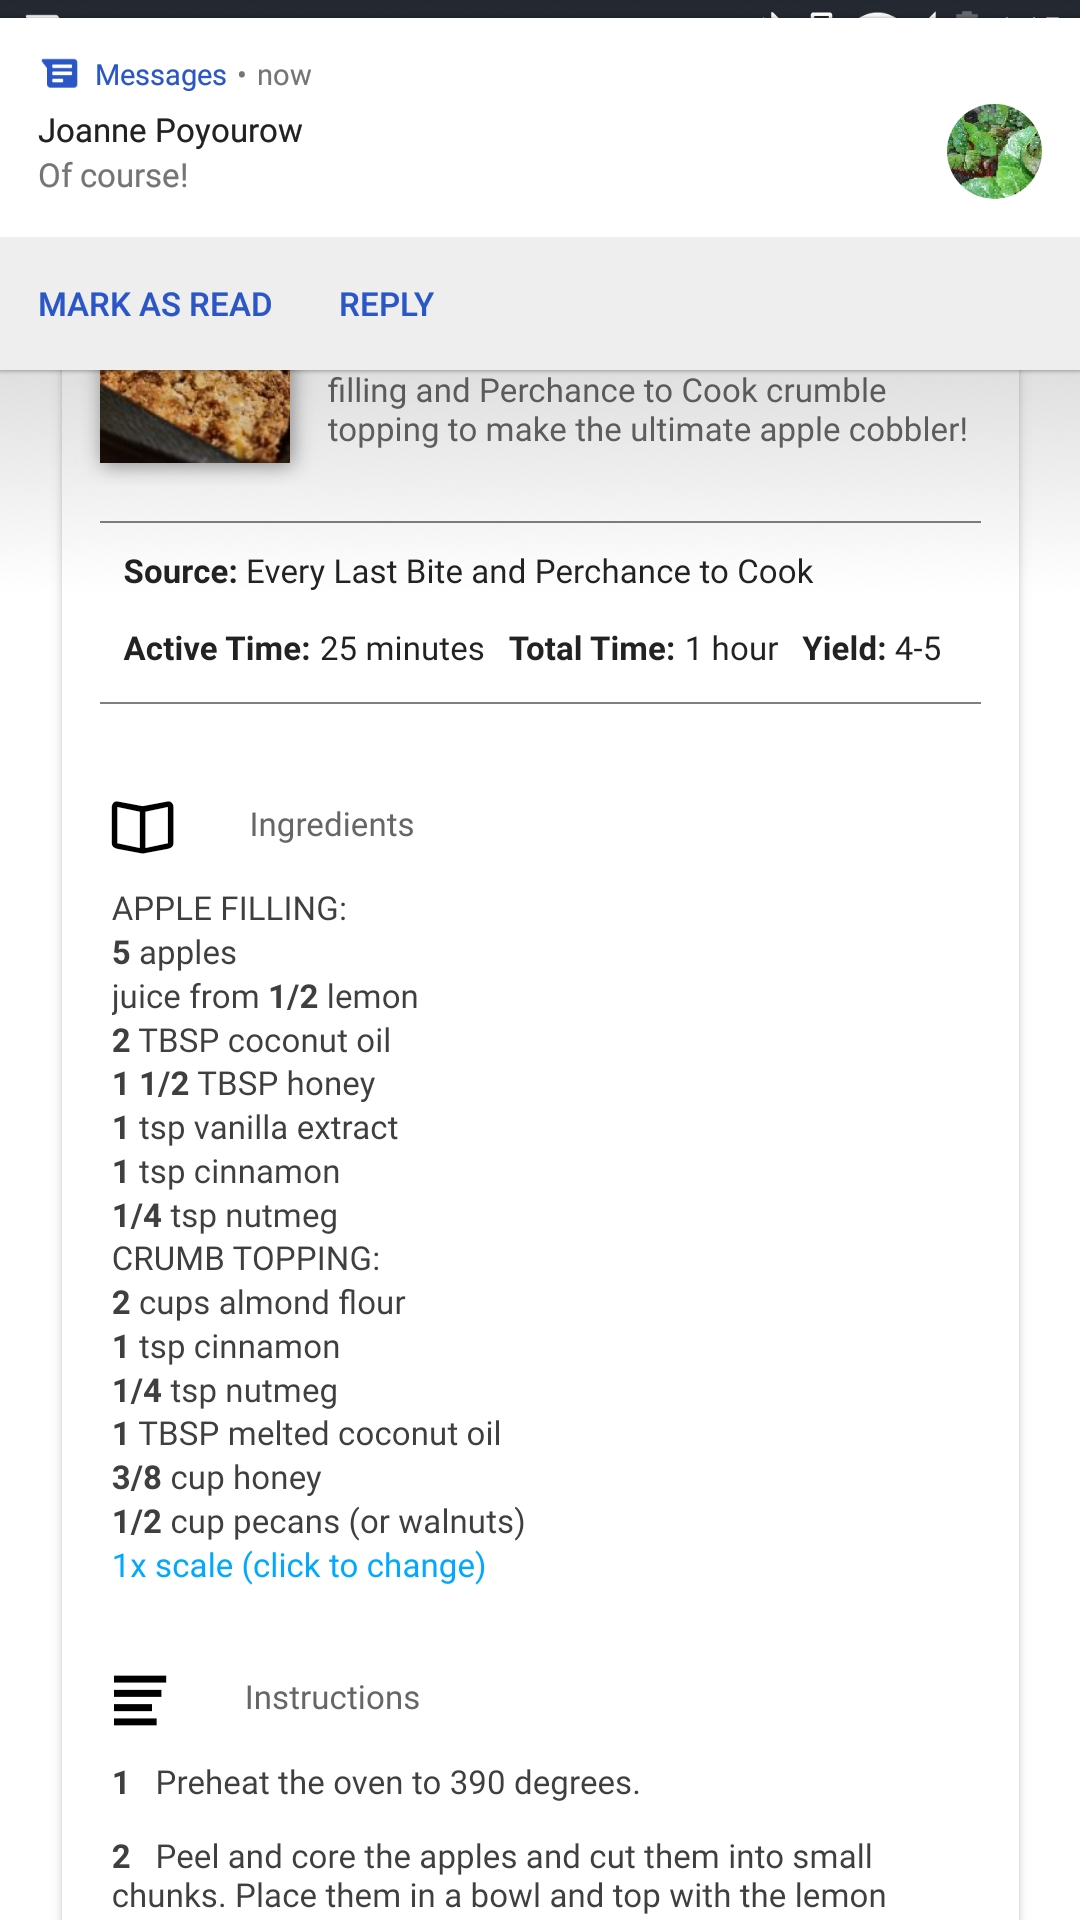 Messages • now
Joanne Poyourow
Of course!
MARK AS READ REPLY
filling and Perchance to Cook crumble
topping to make the ultimate apple cobbler!
Source: Every Last Bite and Perchance to Cook
Active Time: 25 minutes Total Time: 1 hour Yield: 4-5
Ingredients
APPLE FILLING:
5 apples
juice from 1/2 lemon
2 TBSP coconut oil
1 1/2 TBSP honey
1 tsp vanilla extract
1 tsp cinnamon
1/4 tsp nutmeg
CRUMB TOPPING:
2 cups almond flour
1 tsp cinnamon
1/4 tsp nutmeg
1 TBSP melted coconut oil
3/8 cup honey
1/2 cup pecans (or walnuts)
1x scale (click to change)
Instructions
1 Preheat the oven to 390 degrees.
2 Peel and core the apples and cut them into small
chunks. Place them in a bowl and top with the lemon